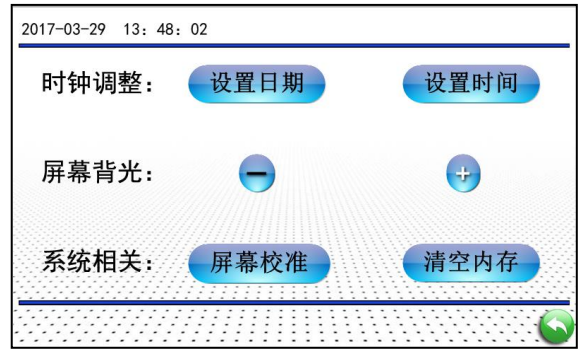 2017-03-29 13：48：02
时钟调整： 设置日期 设置时间
屏幕背光： － ＋
系统相关： 屏幕校准 清空内存